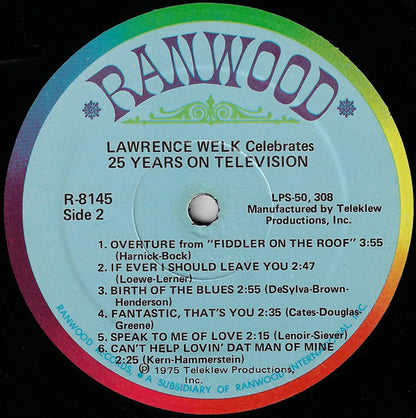 RANWOOD
LAWRENCE WELK Celebrates
25 YEARS ON TELEVISION
R-8145
Side 2
LPS-50, 308
Manufactured by Teleklew
Productions, Inc.
1. OVERTURE from "FIDDLER ON THE ROOF" 3:55
(Harnick-Bock)
2. IF EVER I SHOULD LEAVE YOU 2:47
(Loewe-Lerner)
3. BIRTH OF THE BLUES 2:55 (DeSylva-Brown-
Henderson)
4. FANTASTIC, THAT'S YOU 2:35 (Cates-Douglas-
Greene)
5. SPEAK TO ME OF LOVE 2:15 (Lenoir-Siever)
6. CAN'T HELP LOVIN' DAT MAN OF MINE
2:25 (Kern-Hammerstein)
Ⓟ 1975 Teleklew Productions,
Inc.
RANWOOD RECORDS A SUBSIDIARY OF RANWOOD INTERNATIONAL, INC.